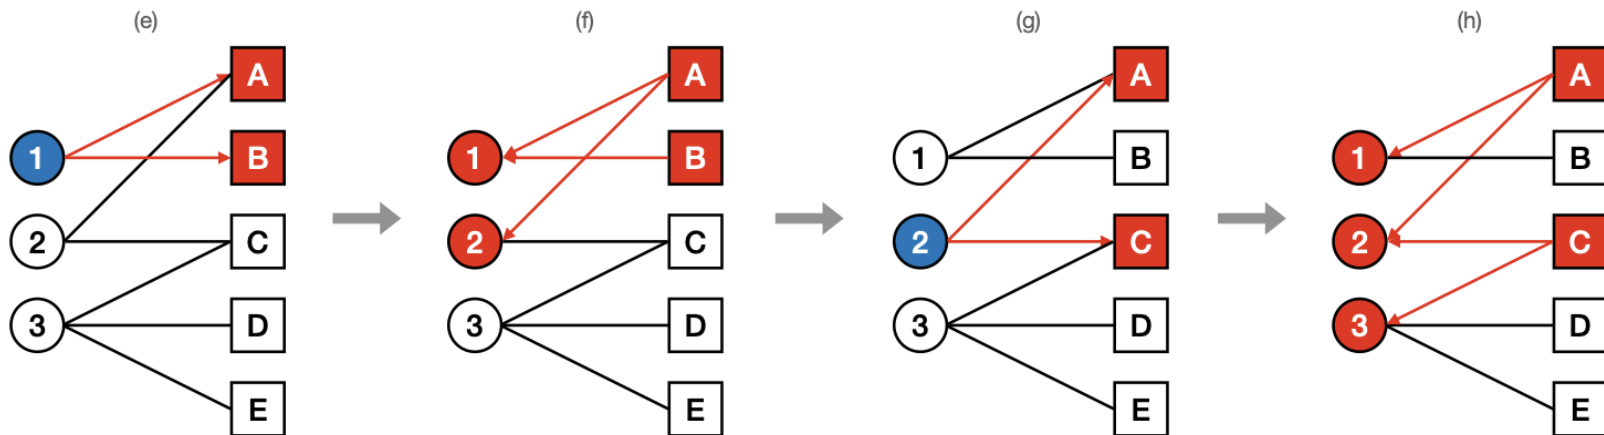 (e) (f) (g) (h)
A A A A
1 B 1 B 1 B 1 B
2 C 2 C 2 C 2 C
3 D 3 D 3 D 3 D
E E E E